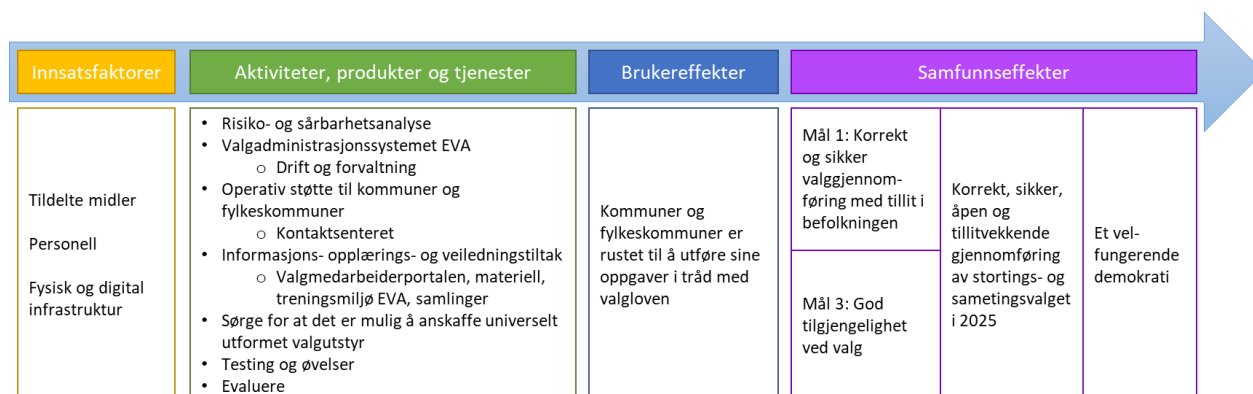 Innsatsfaktorer
Aktiviteter, produkter og tjenester
Brukereffekter
Samfunnseffekter
Tildelte midler
Personell
Fysisk og digital
infrastruktur
• Risiko- og sårbarhetsanalyse
• Valgadministrasjonssystemet EVA
o Drift og forvaltning
• Operativ støtte til kommuner og
fylkeskommuner
o Kontaktsenteret
• Informasjons- opplærings- og veiledningstiltak
o Valgmedarbeiderportalen, materiell,
treningsmiljø EVA, samlinger
• Sørge for at det er mulig å anskaffe universelt
utformet valgutstyr
• Testing og øvelser
• Evaluere
Kommuner og
fylkeskommuner er
rustet til å utføre sine
oppgaver i tråd med
valgloven
Mål 1: Korrekt
og sikker
valggjennom-
føring med tillit i
befolkningen
Mål 3: God
tilgjengelighet
ved valg
Korrekt, sikker,
åpen og
tillitvekkende
gjennomføring
av stortings- og
sametingsvalget
i 2025
Et vel-
fungerende
demokrati